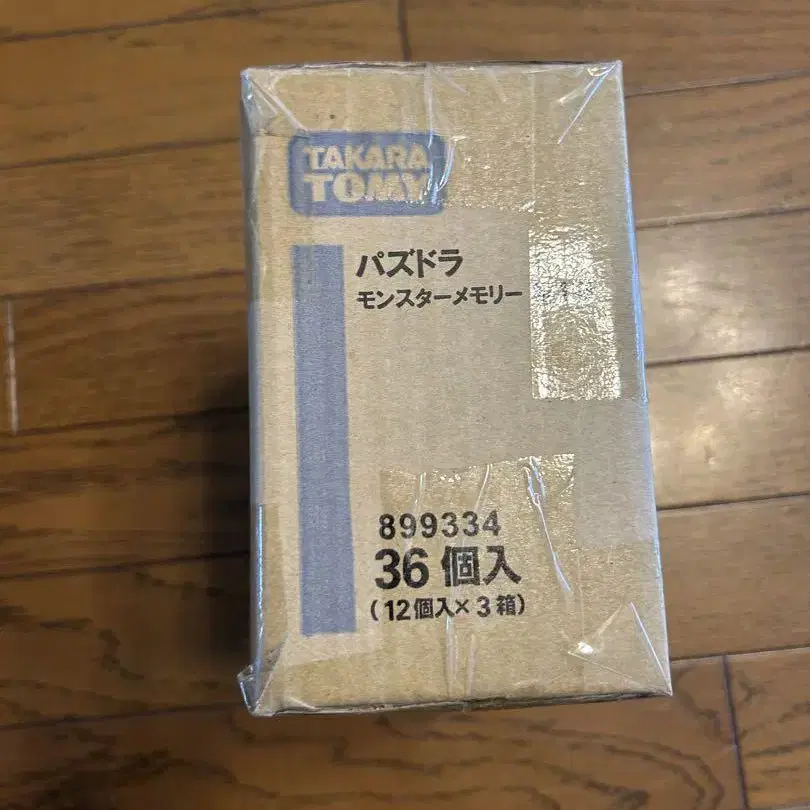 TAKARA
TOMY
パズドラ
モンスターメモリー
899334
36個入
(12個入×3箱)